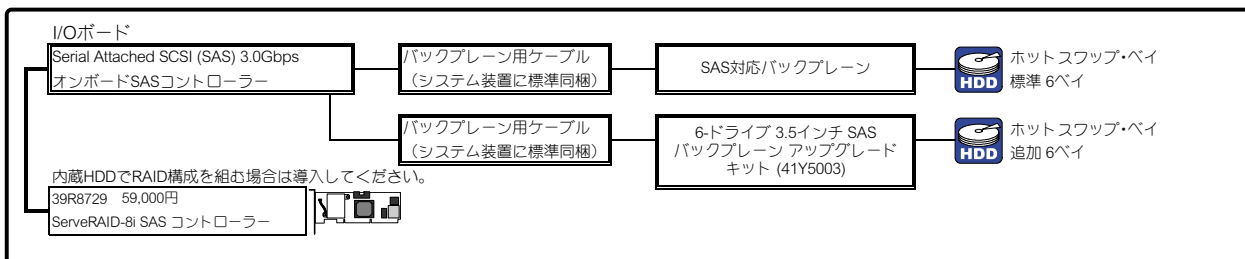 I/Oボード
Serial Attached SCSI (SAS) 3.0Gbps
オンボードSASコントローラー
バックプレーン用ケーブル
（システム装置に標準同梱）
SAS対応バックプレーン
HDD
ホットスワップ・ベイ
標準 6ベイ
バックプレーン用ケーブル
（システム装置に標準同梱）
6-ドライブ 3.5インチ SAS
バックプレーン アップグレード
キット (41Y5003)
HDD
ホットスワップ・ベイ
追加 6ベイ
内蔵HDDでRAID構成を組む場合は導入してください。
39R8729 59,000円
ServeRAID-8i SAS コントローラー